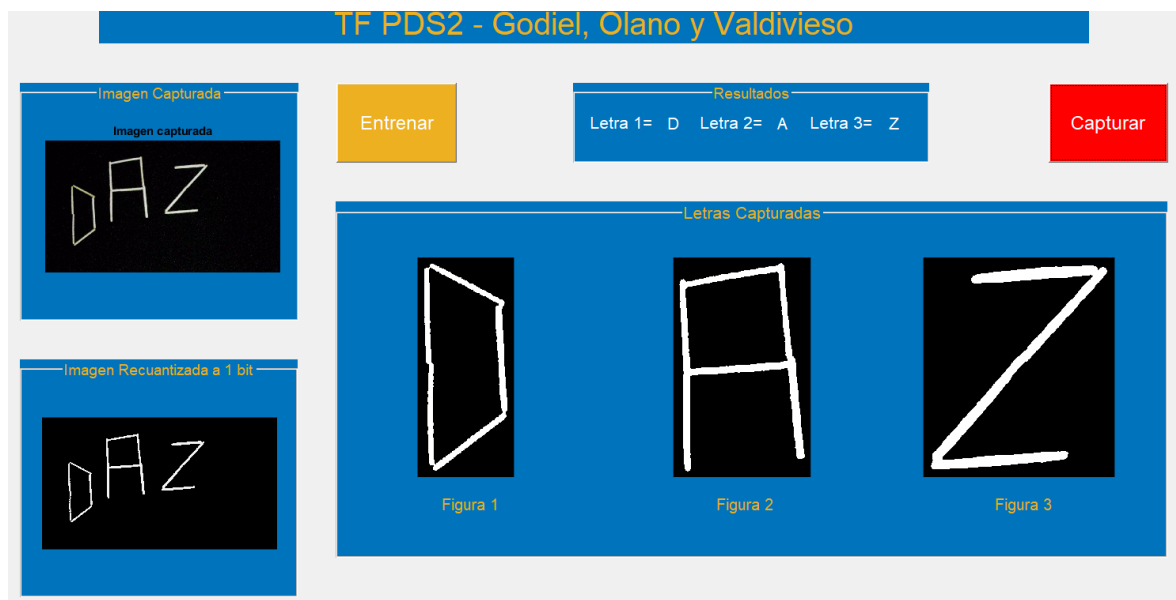 TF PDS2 - Godiel, Olano y Valdivieso
Imagen Capturada
Imagen capturada
DAZ
Entrenar
Resultados
Letra 1= D Letra 2= A Letra 3= Z
Capturar
Letras Capturadas
D A Z
Figura 1 Figura 2 Figura 3
Imagen Recuantizada a 1 bit
DAZ